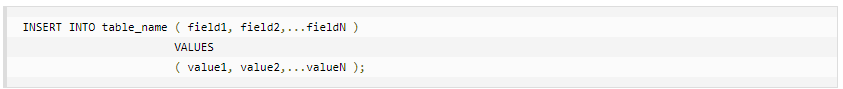 INSERT INTO table_name ( field1, field2,...fieldN )
VALUES
( value1, value2,...valueN );